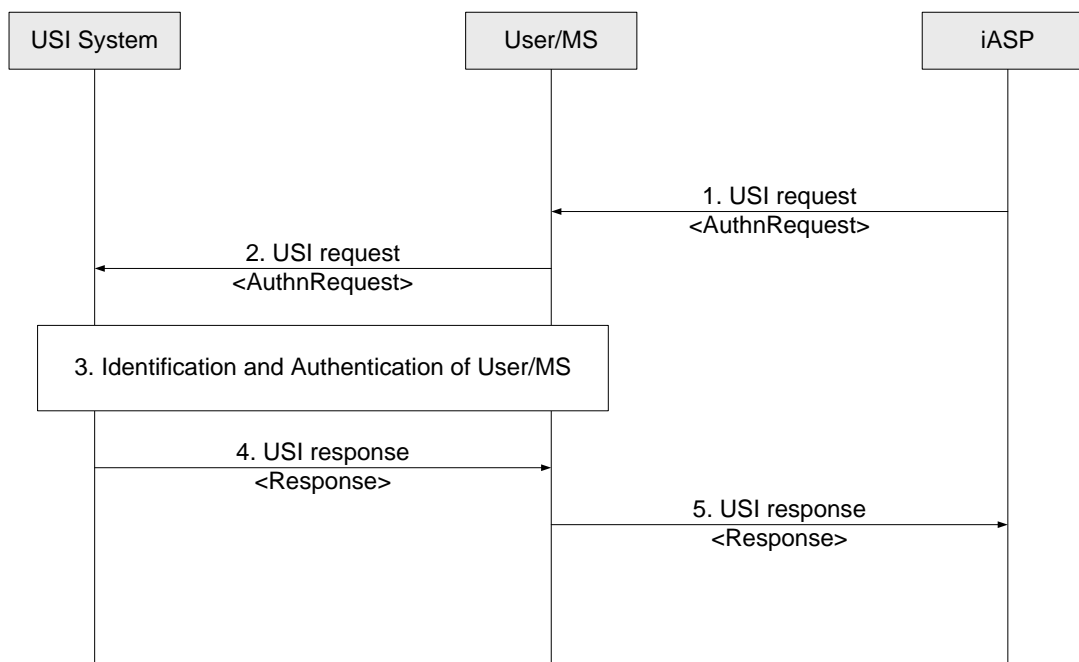 USI System
User/MS
iASP
1. USI request
<AuthnRequest>
2. USI request
<AuthnRequest>
3. Identification and Authentication of User/MS
4. USI response
<Response>
5. USI response
<Response>